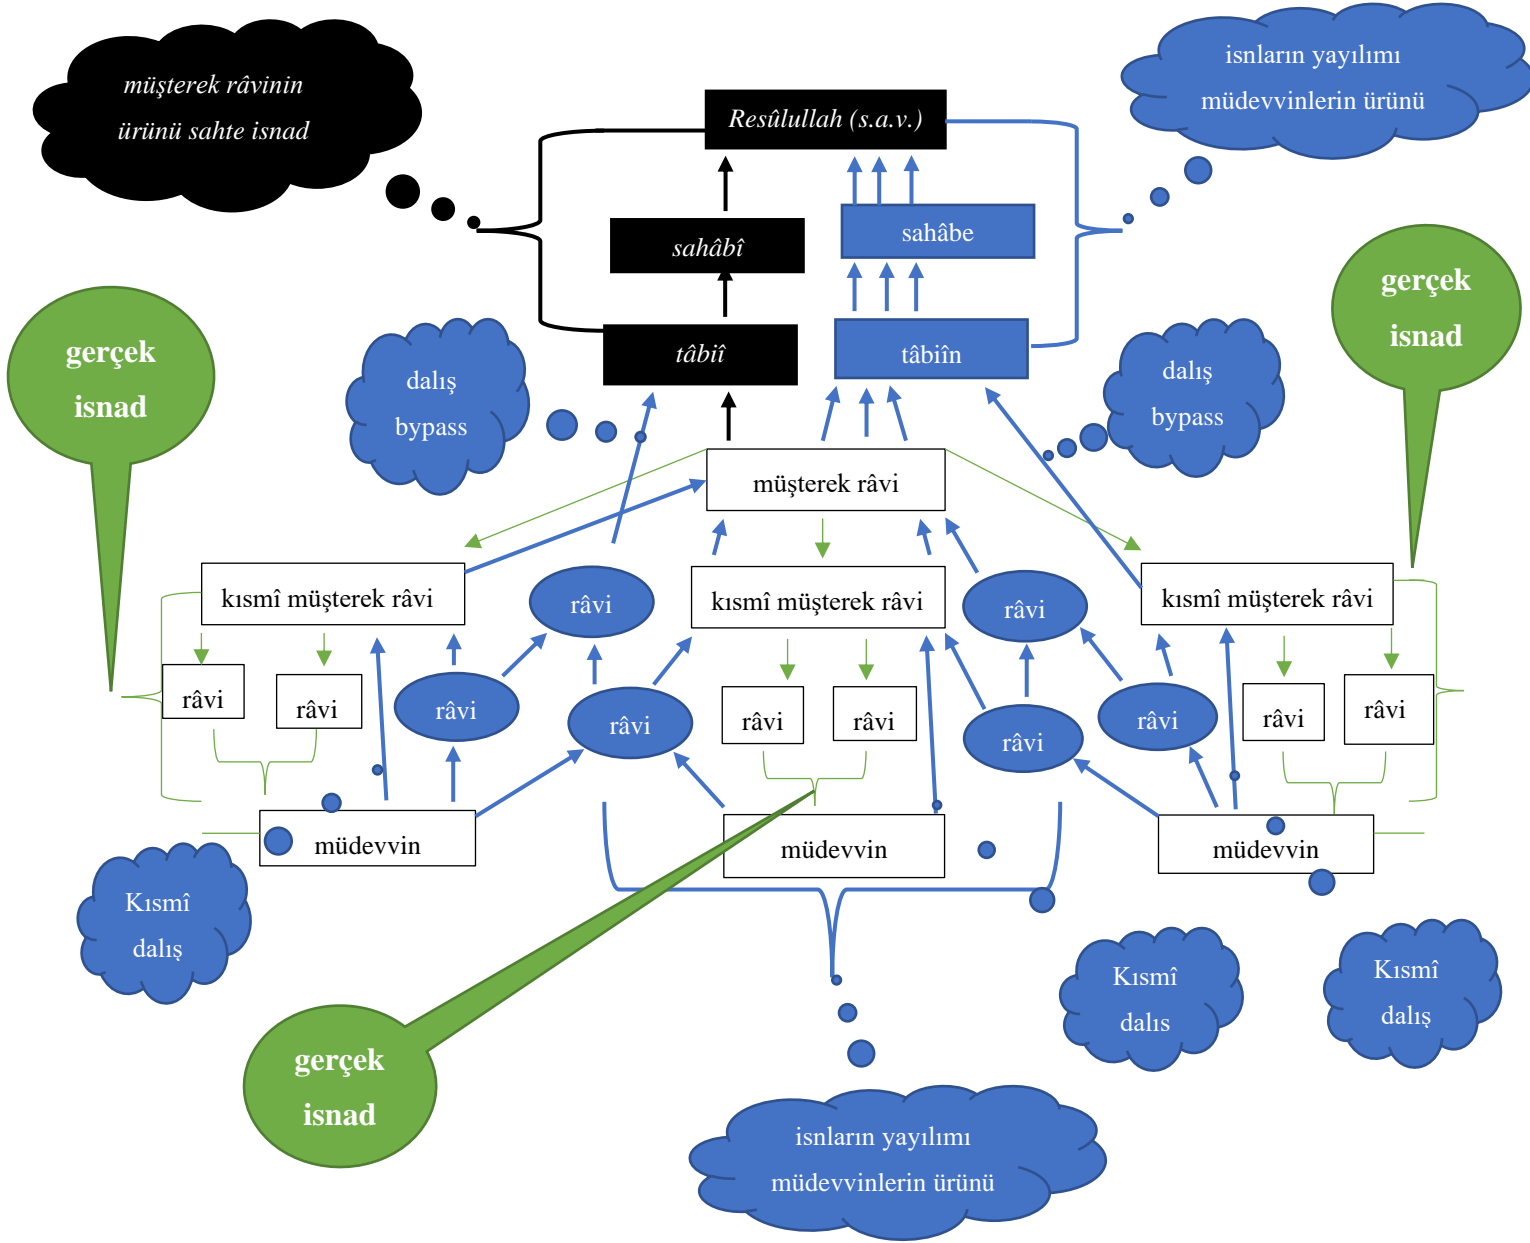 müşterek râvinin
ürünü sahte isnad
isnların yayılımı
müdevvinlerin ürünü
Resûlullah (s.a.v.)
sahâbî
sahâbe
gerçek
isnad
gerçek
isnad
tâbiî
tâbiîn
dalış
bypass
dalış
bypass
müşterek râvi
kısmî müşterek râvi
râvi
kısmî müşterek râvi
râvi
kısmî müşterek râvi
râvi
râvi
râvi
râvi
râvi
râvi
râvi
râvi
râvi
râvi
müdevvin
müdevvin
müdevvin
Kısmî
dalış
Kısmî
dalıs
Kısmî
dalış
gerçek
isnad
isnların yayılımı
müdevvinlerin ürünü